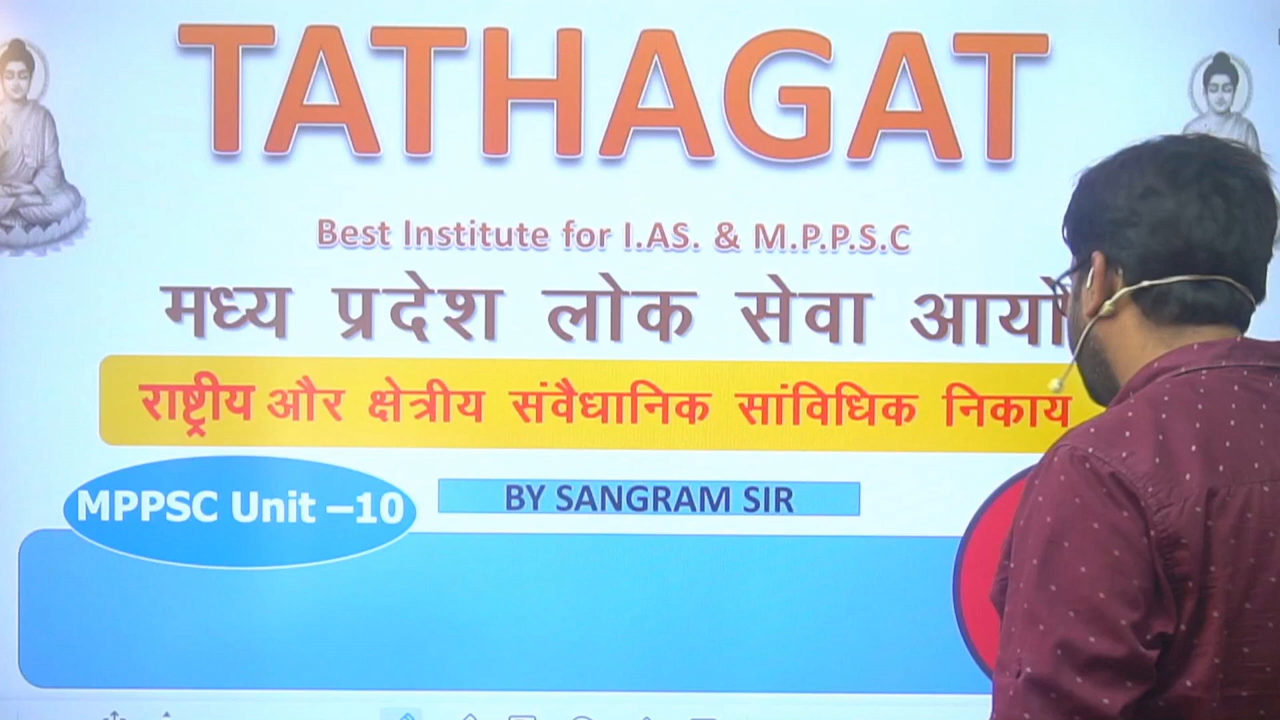 TATHAGAT
Best Institute for I.AS. & M.P.P.S.C
मध्य प्रदेश लोक सेवा
राष्ट्रीय और क्षेत्रीय संवैधानिक सांविधिक निकाय
MPPSC Unit –10
BY SANGRAM SIR